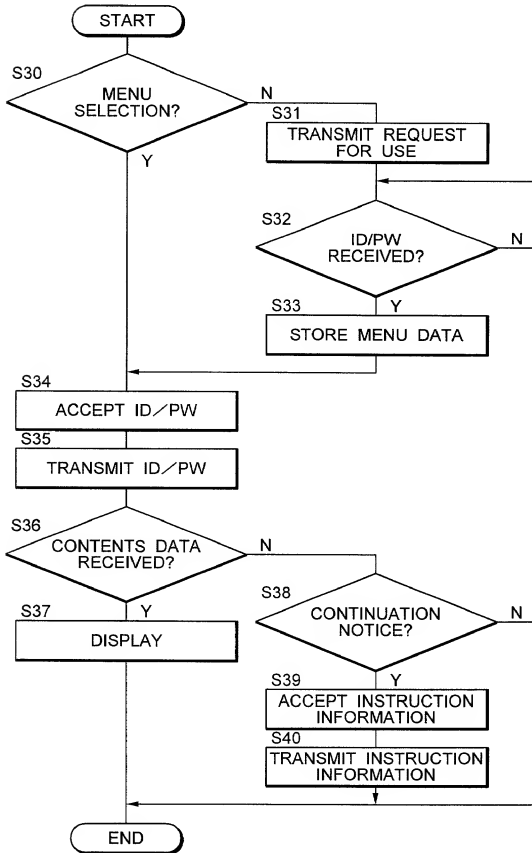 START
S30
MENU
SELECTION?
N
Y
S31
TRANSMIT REQUEST
FOR USE
S32
ID/PW
RECEIVED?
N
Y
S33
STORE MENU DATA
S34
ACCEPT ID/PW
S35
TRANSMIT ID/PW
S36
CONTENTS DATA
RECEIVED?
N
Y
S37
DISPLAY
S38
CONTINUATION
NOTICE?
N
Y
S39
ACCEPT INSTRUCTION
INFORMATION
S40
TRANSMIT INSTRUCTION
INFORMATION
END